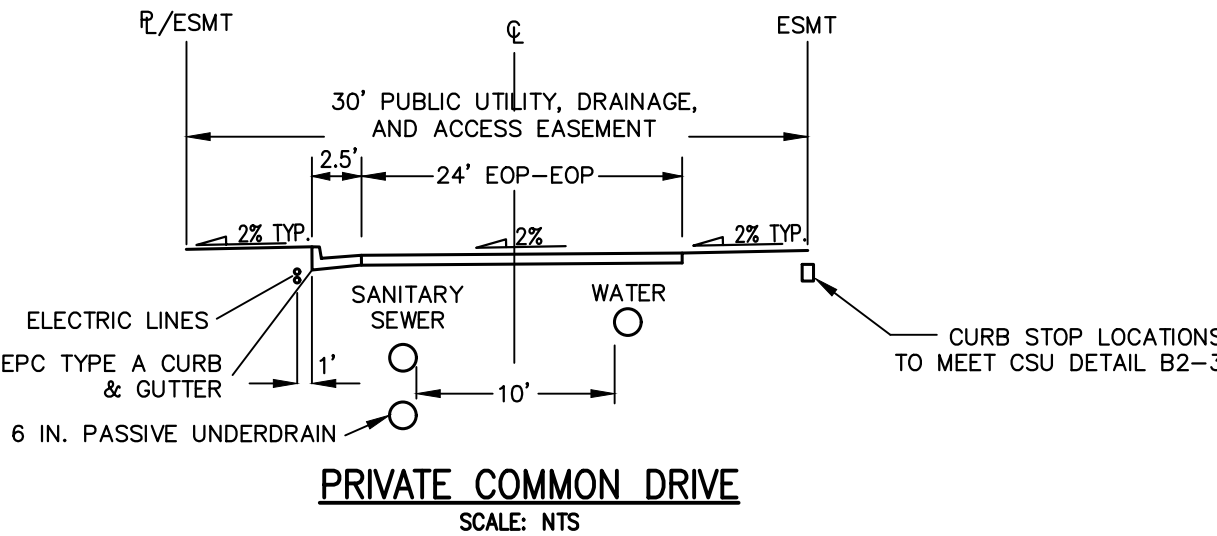 ℄/ESMT
℄
ESMT
30' PUBLIC UTILITY, DRAINAGE,
AND ACCESS EASEMENT
2.5'
24' EOP-EOP
2% TYP.
2%
2% TYP.
SANITARY
SEWER
WATER
ELECTRIC LINES
EPC TYPE A CURB
& GUTTER
1'
10'
CURB STOP LOCATIONS
TO MEET CSU DETAIL B2-3
6 IN. PASSIVE UNDERDRAIN
PRIVATE COMMON DRIVE
SCALE: NTS